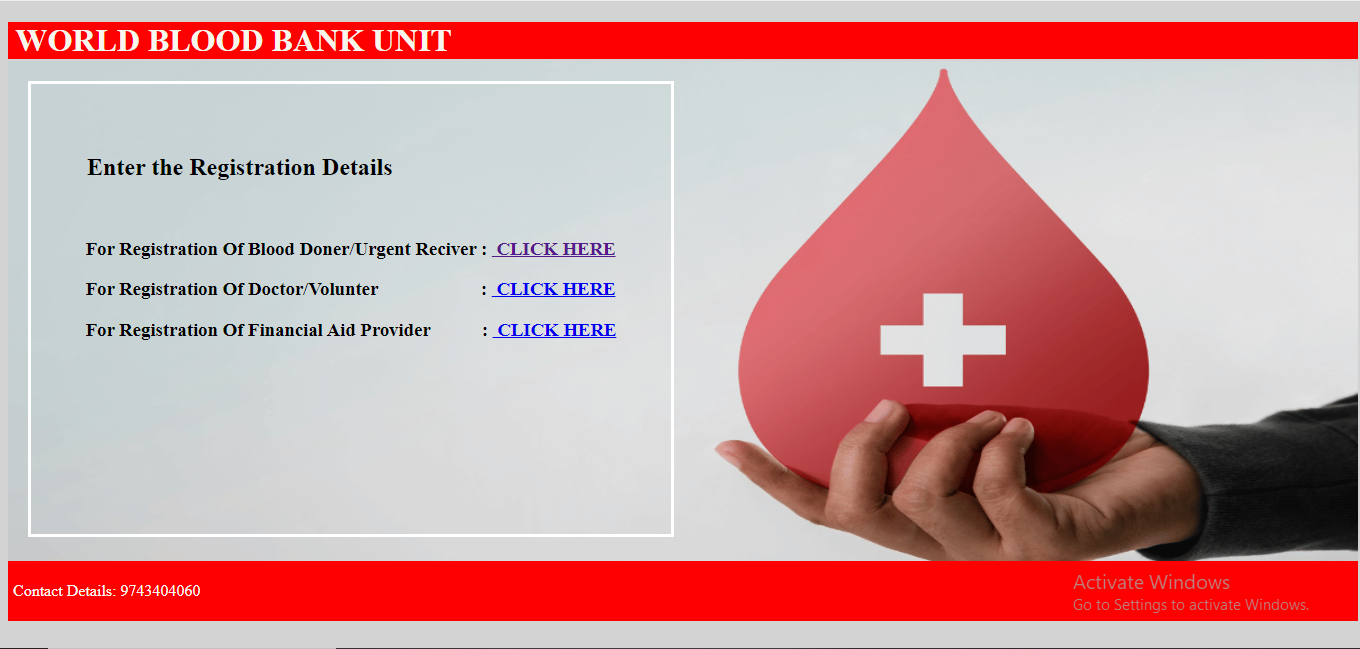 WORLD BLOOD BANK UNIT
Enter the Registration Details
For Registration Of Blood Doner/Urgent Reciver : CLICK HERE
For Registration Of Doctor/Volunter : CLICK HERE
For Registration Of Financial Aid Provider : CLICK HERE
Contact Details: 9743404060
Activate Windows
Go to Settings to activate Windows.